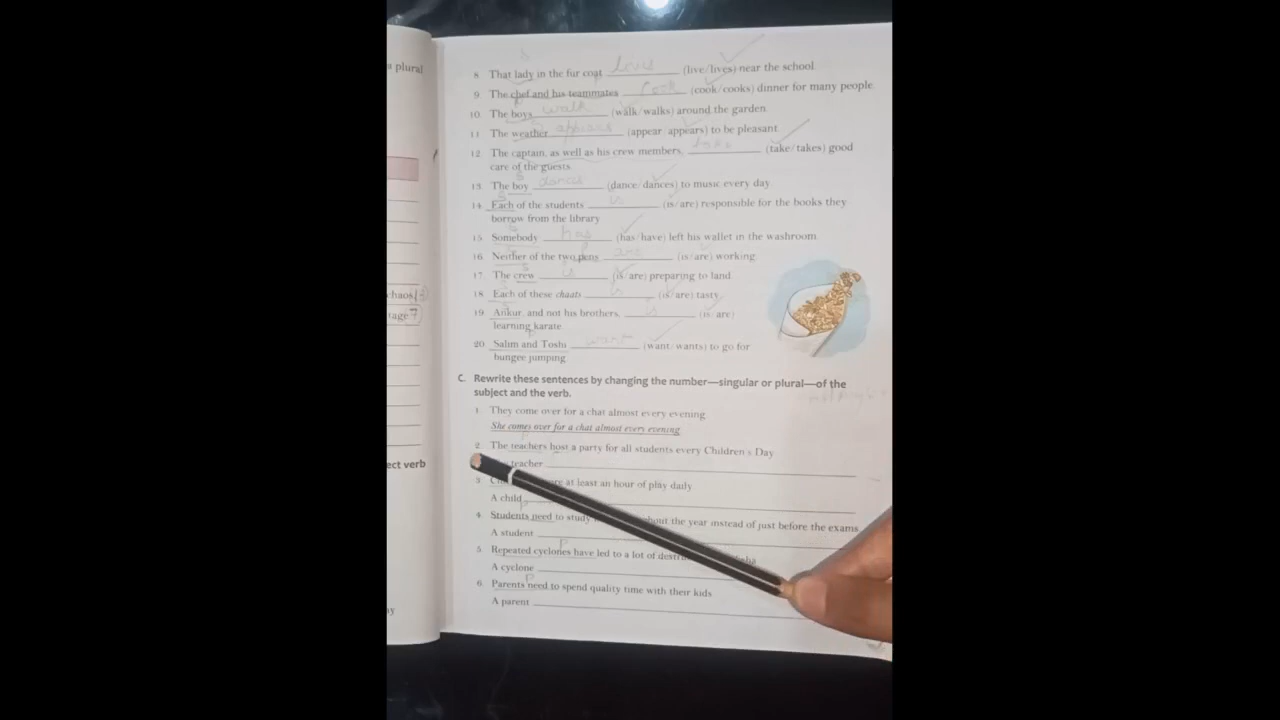 a plural
8 That lady in the fur coat ______ (live/lives) near the school.
9. The chef and his teammates cook (cook/cooks) dinner for many people.
10. The boys walk (walk/walks) around the garden.
11 The weather appears (appear/appears) to be pleasant.
12 The captain, as well as his crew members, ______ (take/takes) good
care of the guests.
13 The boy dances (dance/dances) to music every day.
14 Each of the students is (is/are) responsible for the books they
borrow from the library
15 Somebody has (has/have) left his wallet in the washroom.
16 Neither of the two pens are (is/are) working.
17 The crew is (is/are) preparing to land.
18 Each of these chaats is (is/are) tasty.
19. Ankur, and not his brothers, is (is/are)
learning karate.
20. Salim and Toshi want (want/wants) to go for
bungee jumping.
chaos
tage 7
C. Rewrite these sentences by changing the number—singular or plural—of the
subject and the verb.
1 They come over for a chat almost every evening.
She comes over for a chat almost every evening.
2 The teachers host a party for all students every Children's Day
teacher
ect verb
3 at least an hour of play daily
A child
4. Students need to study the year instead of just before the exams
A student
5. Repeated cyclones have led to a lot of
A cyclone
6. Parents need to spend quality time with their kids
A parent